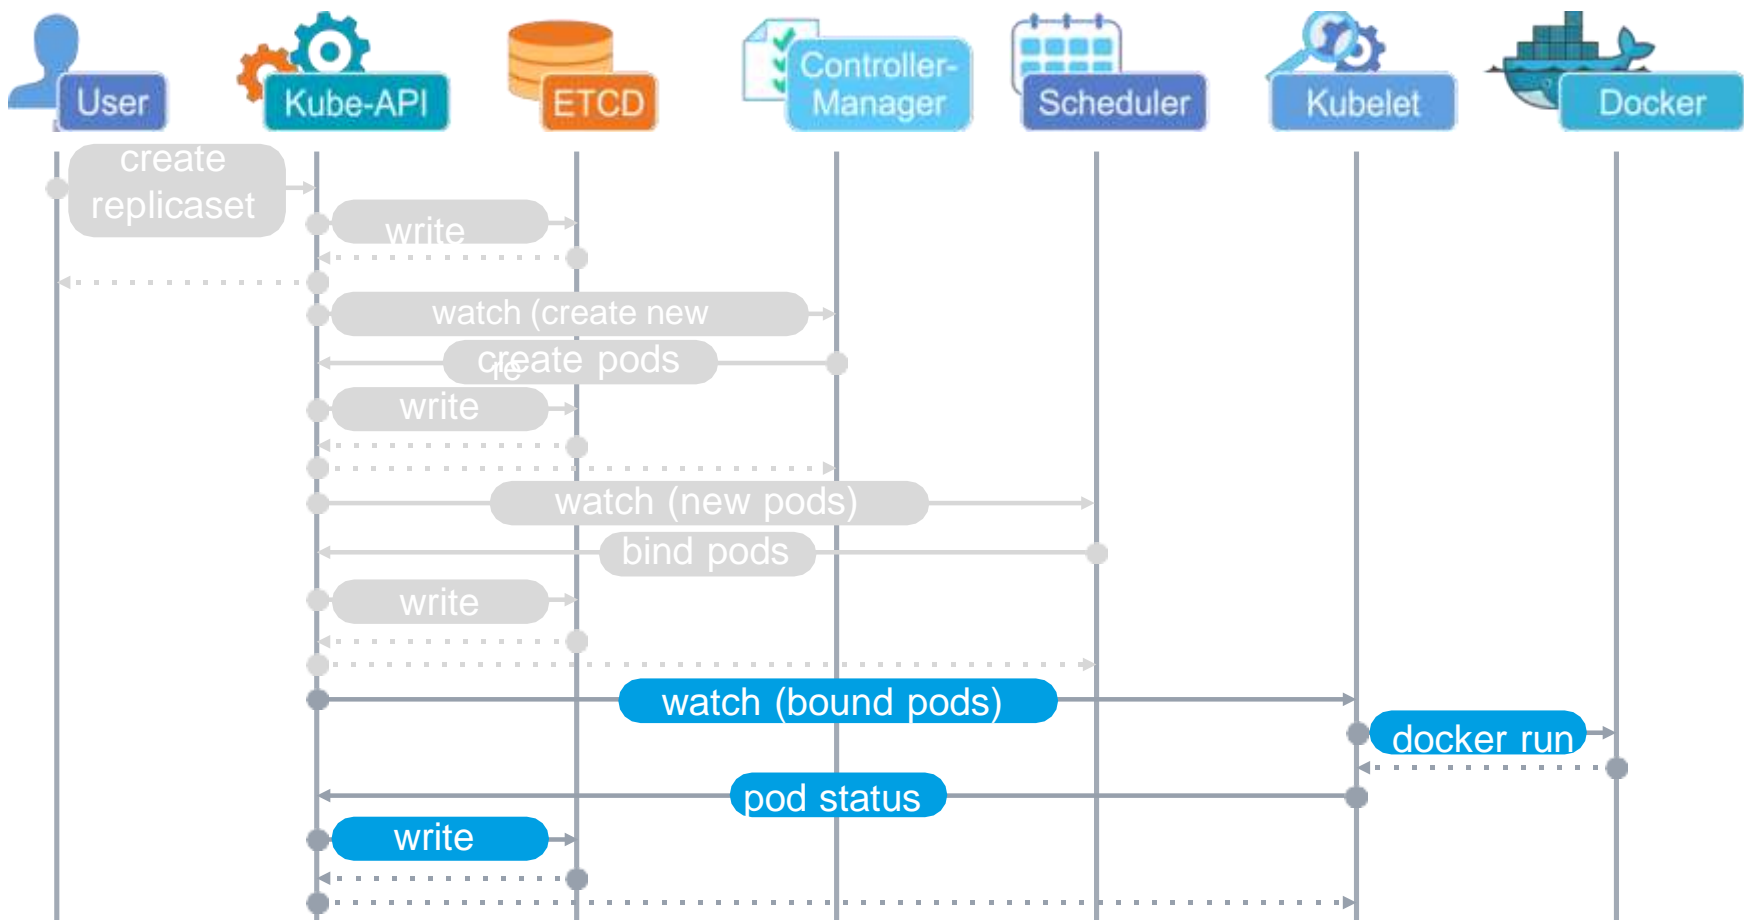 User
Kube-API
ETCD
Controller-
Manager
Scheduler
Kubelet
Docker
create
replicaset
write
watch (create new
re
create pods
write
watch (new pods)
bind pods
write
watch (bound pods)
docker run
pod status
write